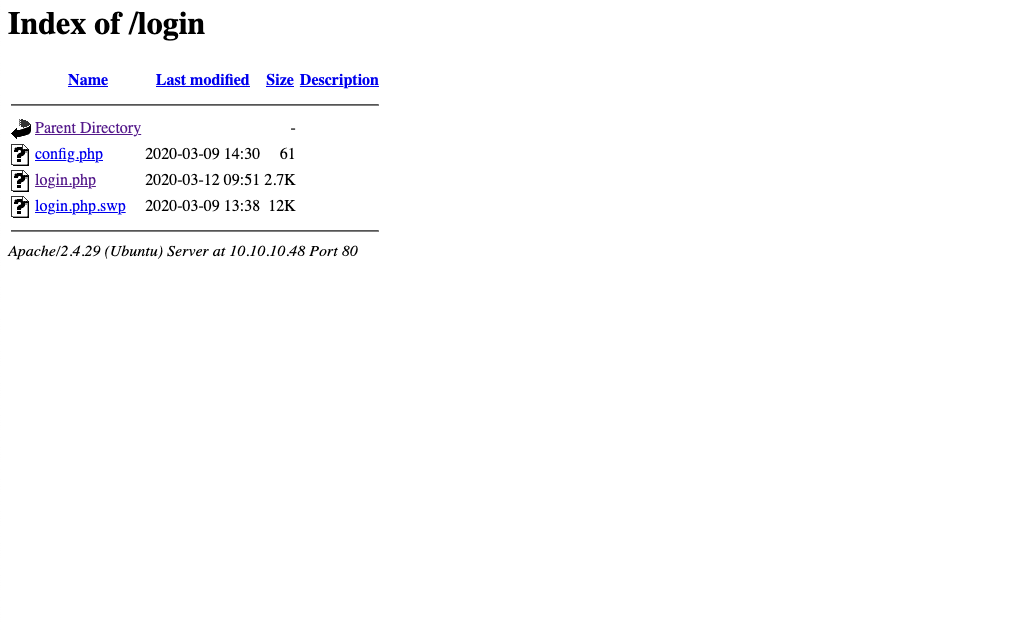 Index of /login
Name Last modified Size Description
Parent Directory -
config.php 2020-03-09 14:30 61
login.php 2020-03-12 09:51 2.7K
login.php.swp 2020-03-09 13:38 12K
Apache/2.4.29 (Ubuntu) Server at 10.10.10.48 Port 80